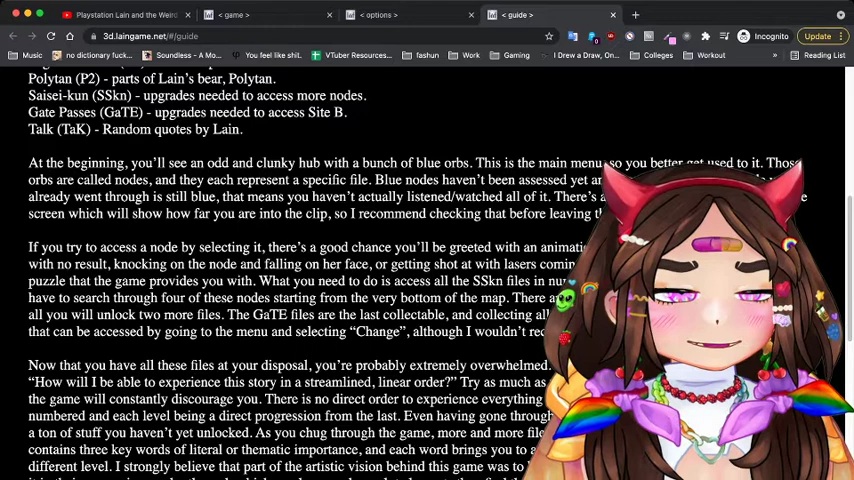 Playstation Lain and the Weird
< game >
< options >
< guide >
3d.laingame.net/#/guide
Incognito
Update
Music
no dictionary fuck...
Soundless - A Mo...
You feel like shit.
VTuber Resources...
fashun
Writing
Gaming
I Drew a Draw, On...
Colleges
Workout
Reading List
Polytan (P2) - parts of Lain's bear, Polytan.
Saisei-kun (SSkn) - upgrades needed to access more nodes.
Gate Passes (GaTE) - upgrades needed to access Site B.
Talk (TaK) - Random quotes by Lain.
At the beginning, you'll see an odd and clunky hub with a bunch of blue orbs. This is the main menu, so you better get used to it. Those
orbs are called nodes, and they each represent a specific file. Blue nodes haven't been assessed yet an
already went through is still blue, that means you haven't actually listened/watched all of it. There's a
screen which will show how far you are into the clip, so I recommend checking that before leaving th
If you try to access a node by selecting it, there's a good chance you'll be greeted with an animati
with no result, knocking on the node and falling on her face, or getting shot at with lasers comin
puzzle that the game provides you with. What you need to do is access all the SSkn files in nu
have to search through four of these nodes starting from the very bottom of the map. There a
all you will unlock two more files. The GaTE files are the last collectable, and collecting all
that can be accessed by going to the menu and selecting "Change", although I wouldn't rec
Now that you have all these files at your disposal, you're probably extremely overwhelmed.
"How will I be able to experience this story in a streamlined, linear order?" Try as much as
the game will constantly discourage you. There is no direct order to experience everything
numbered and each level being a direct progression from the last. Even having gone through
a ton of stuff you haven't yet unlocked. As you chug through the game, more and more file
contains three key words of literal or thematic importance, and each word brings you to a
different level. I strongly believe that part of the artistic vision behind this game was to